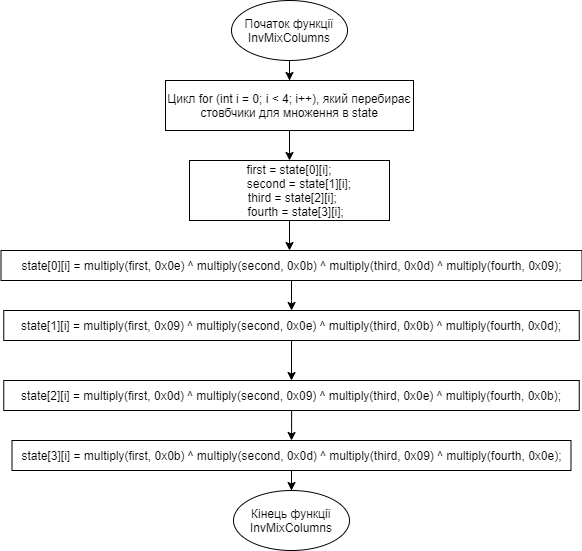 Початок функції
InvMixColumns
Цикл for (int i = 0; i < 4; i++), який перебирає
стовбчики для множення в state
first = state[0][i];
second = state[1][i];
third = state[2][i];
fourth = state[3][i];
state[0][i] = multiply(first, 0x0e) ^ multiply(second, 0x0b) ^ multiply(third, 0x0d) ^ multiply(fourth, 0x09);
state[1][i] = multiply(first, 0x09) ^ multiply(second, 0x0e) ^ multiply(third, 0x0b) ^ multiply(fourth, 0x0d);
state[2][i] = multiply(first, 0x0d) ^ multiply(second, 0x09) ^ multiply(third, 0x0e) ^ multiply(fourth, 0x0b);
state[3][i] = multiply(first, 0x0b) ^ multiply(second, 0x0d) ^ multiply(third, 0x09) ^ multiply(fourth, 0x0e);
Кінець функції
InvMixColumns